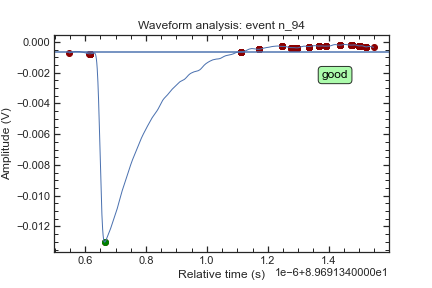 Waveform analysis: event n_94
0.000
−0.002
−0.004
−0.006
−0.008
−0.010
−0.012
Amplitude (V)
good
0.6
0.8
1.0
1.2
1.4
1e-6+8.9691340000e1
Relative time (s)